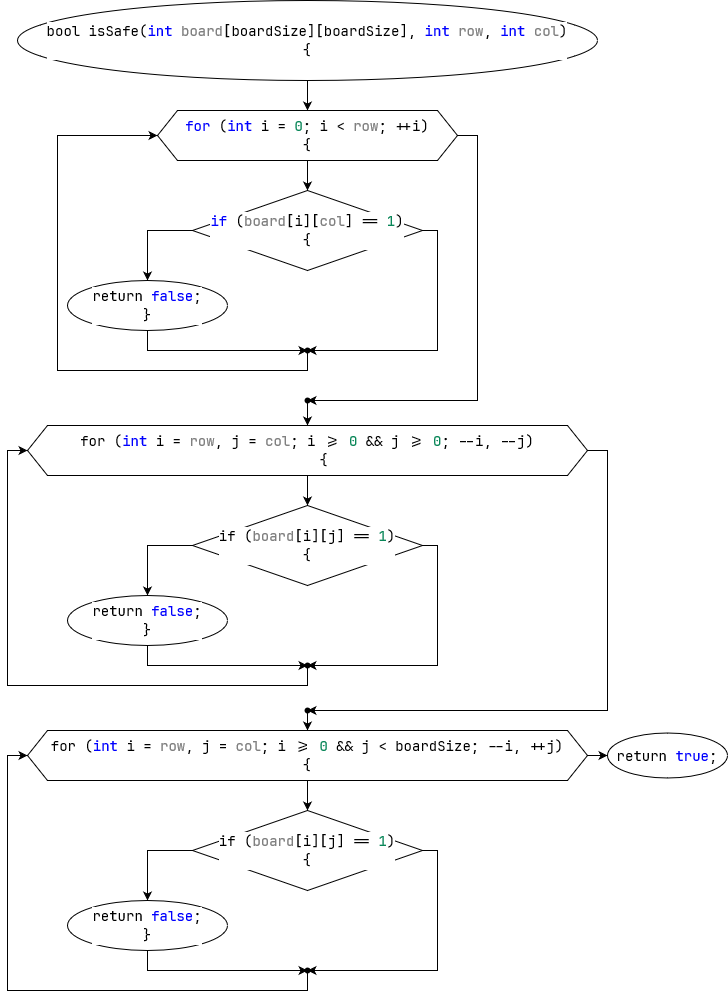 bool isSafe(int board[boardSize][boardSize], int row, int col)
{
for (int i = 0; i < row; ++i)
{
if (board[i][col] == 1)
{
return false;
}
for (int i = row, j = col; i >= 0 && j >= 0; --i, --j)
{
if (board[i][j] == 1)
{
return false;
}
for (int i = row, j = col; i >= 0 && j < boardSize; --i, ++j)
{
return true;
if (board[i][j] == 1)
{
return false;
}